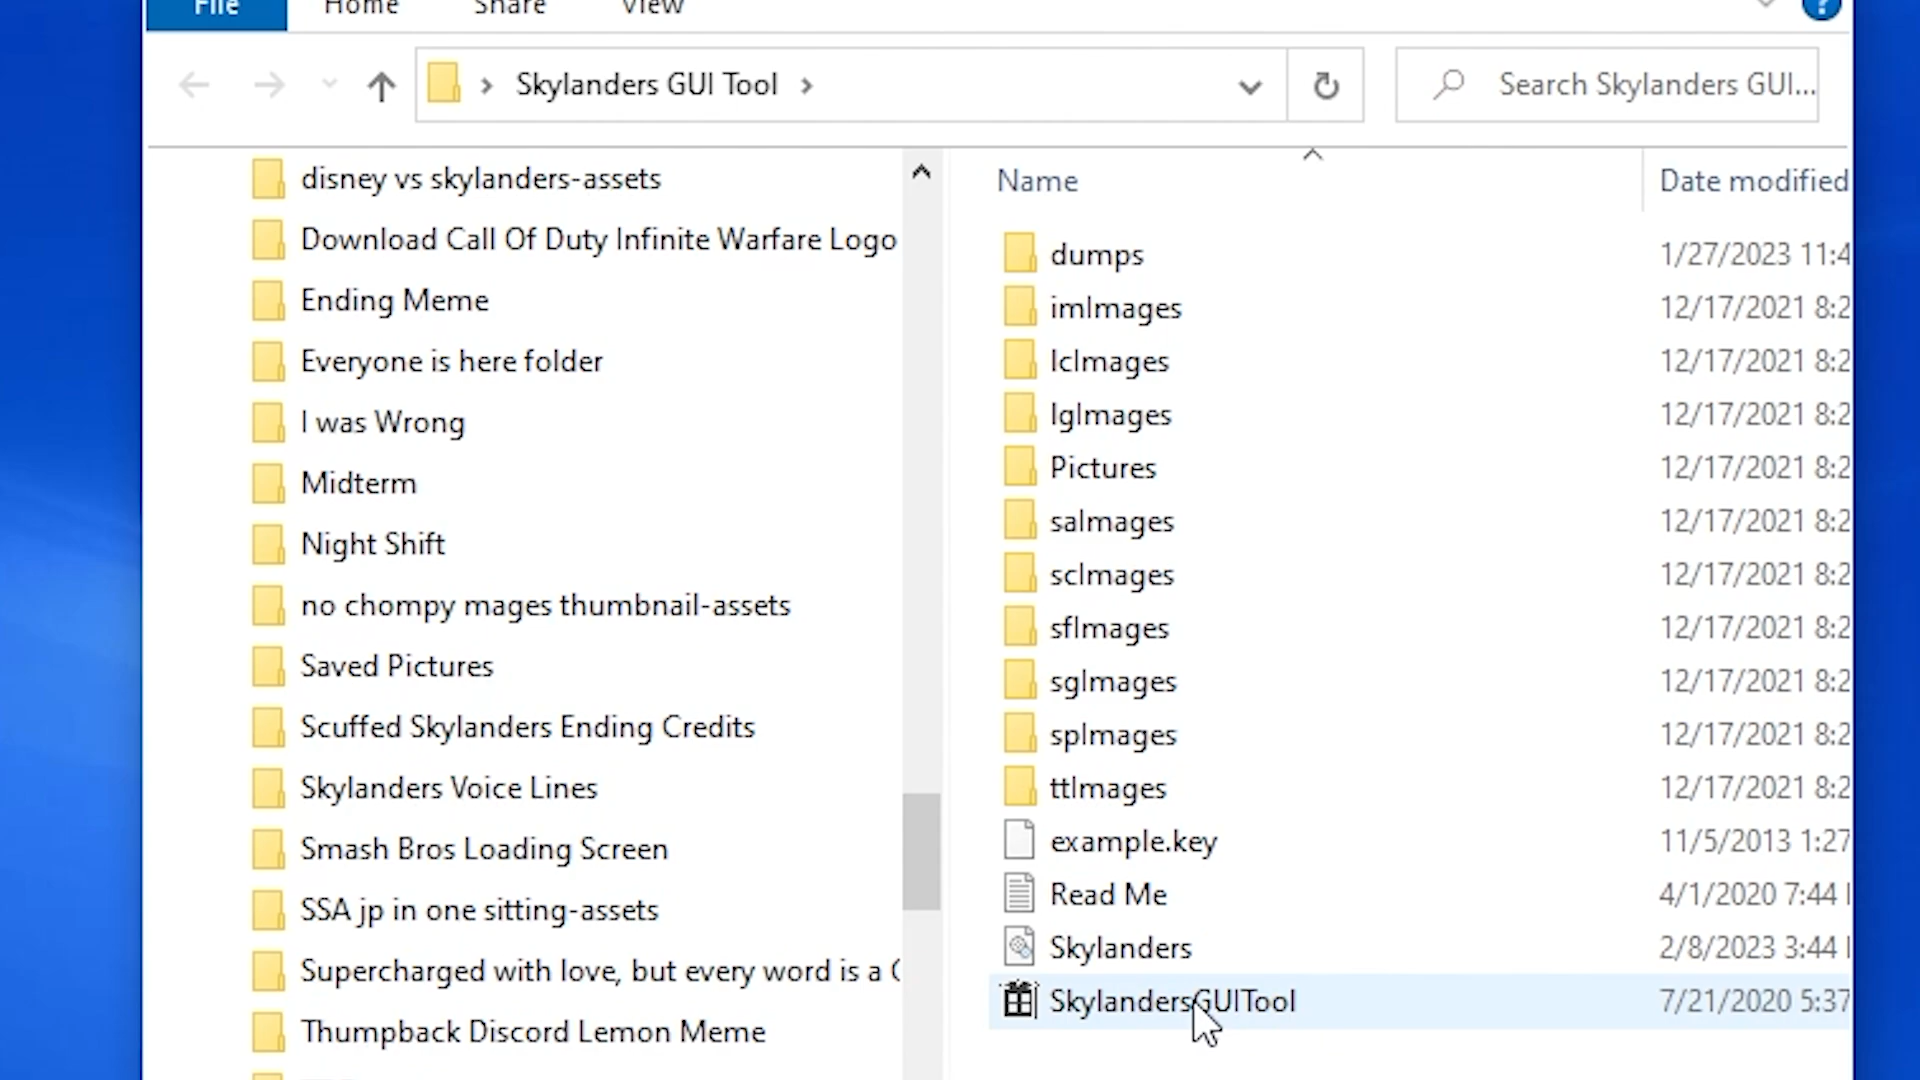 File Home Share View
Skylanders GUI Tool
Search Skylanders GUI...
disney vs skylanders-assets
Download Call Of Duty Infinite Warfare Logo
Ending Meme
Everyone is here folder
I was Wrong
Midterm
Night Shift
no chompy mages thumbnail-assets
Saved Pictures
Scuffed Skylanders Ending Credits
Skylanders Voice Lines
Smash Bros Loading Screen
SSA jp in one sitting-assets
Supercharged with love, but every word is a
Thumpback Discord Lemon Meme
Name Date modified
dumps 1/27/2023 11:4
imImages 12/17/2021 8:2
lcImages 12/17/2021 8:2
lgImages 12/17/2021 8:2
Pictures 12/17/2021 8:2
saImages 12/17/2021 8:2
scImages 12/17/2021 8:2
sfImages 12/17/2021 8:2
sgImages 12/17/2021 8:2
spImages 12/17/2021 8:2
ttImages 12/17/2021 8:2
example.key 11/5/2013 1:27
Read Me 4/1/2020 7:44
Skylanders 2/8/2023 3:44
SkylandersGUITool 7/21/2020 5:37